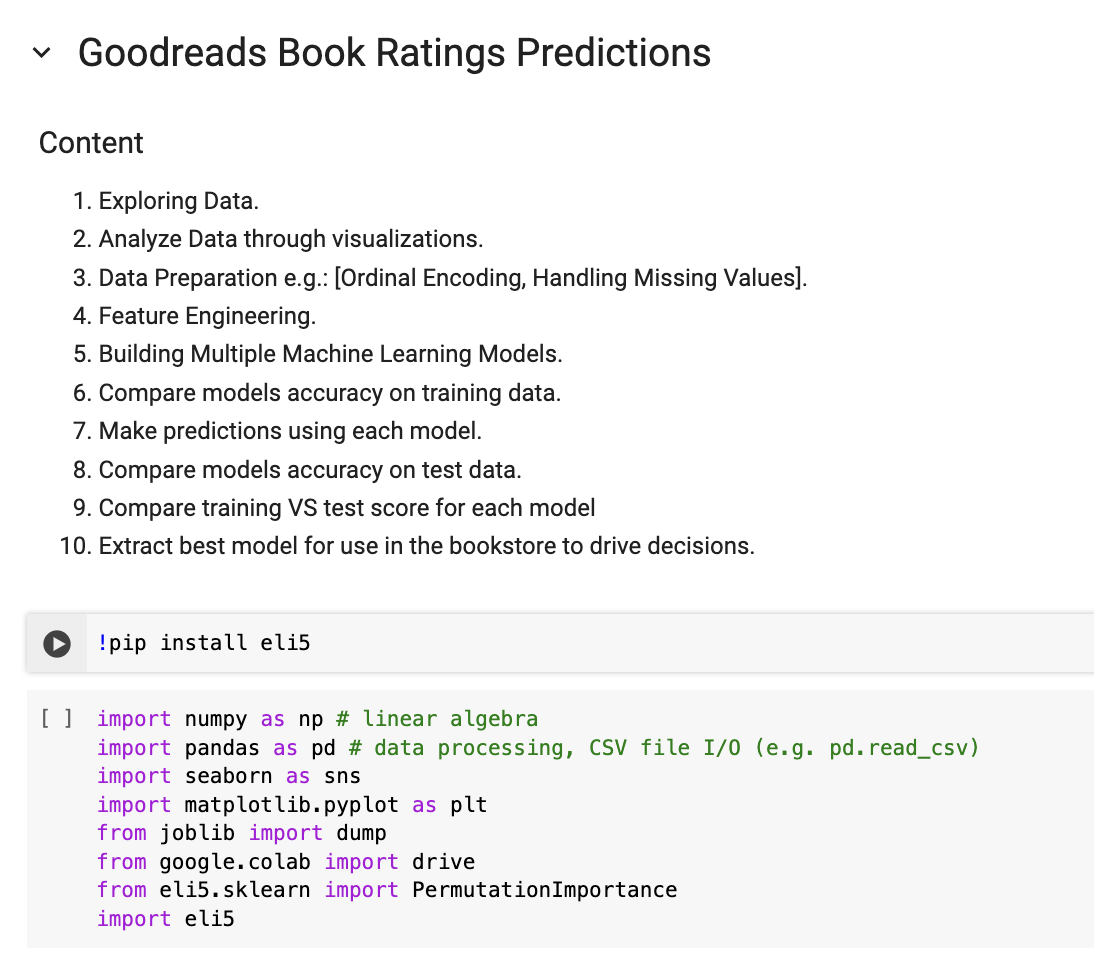 Goodreads Book Ratings Predictions
Content
1. Exploring Data.
2. Analyze Data through visualizations.
3. Data Preparation e.g.: [Ordinal Encoding, Handling Missing Values].
4. Feature Engineering.
5. Building Multiple Machine Learning Models.
6. Compare models accuracy on training data.
7. Make predictions using each model.
8. Compare models accuracy on test data.
9. Compare training VS test score for each model
10. Extract best model for use in the bookstore to drive decisions.
!pip install eli5
[ ] import numpy as np # linear algebra
import pandas as pd # data processing, CSV file I/O (e.g. pd.read_csv)
import seaborn as sns
import matplotlib.pyplot as plt
from joblib import dump
from google.colab import drive
from eli5.sklearn import PermutationImportance
import eli5